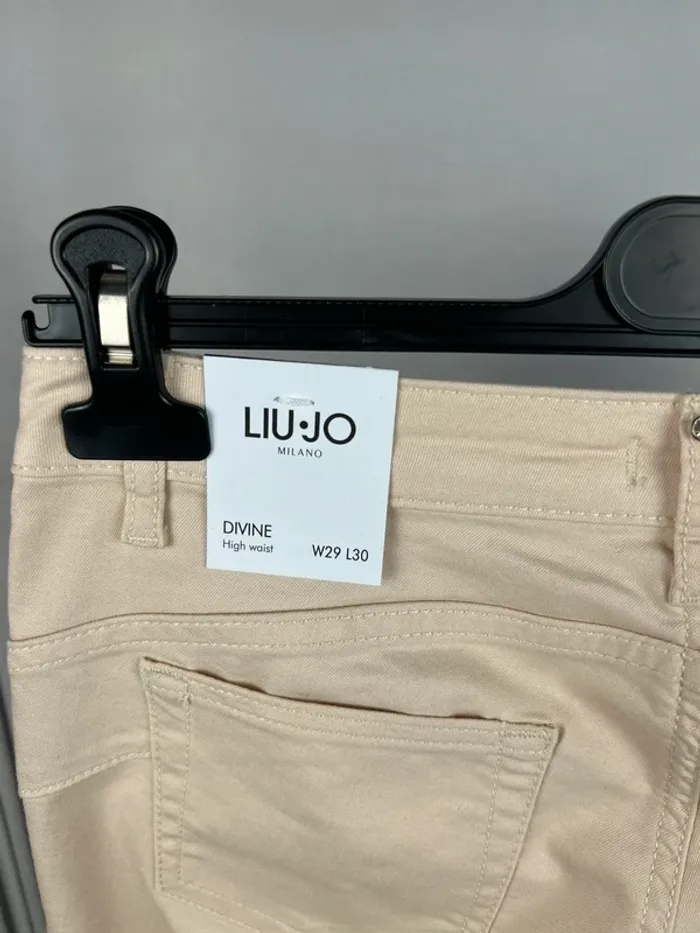 LIU•JO
MILANO
DIVINE
High waist
W29 L30